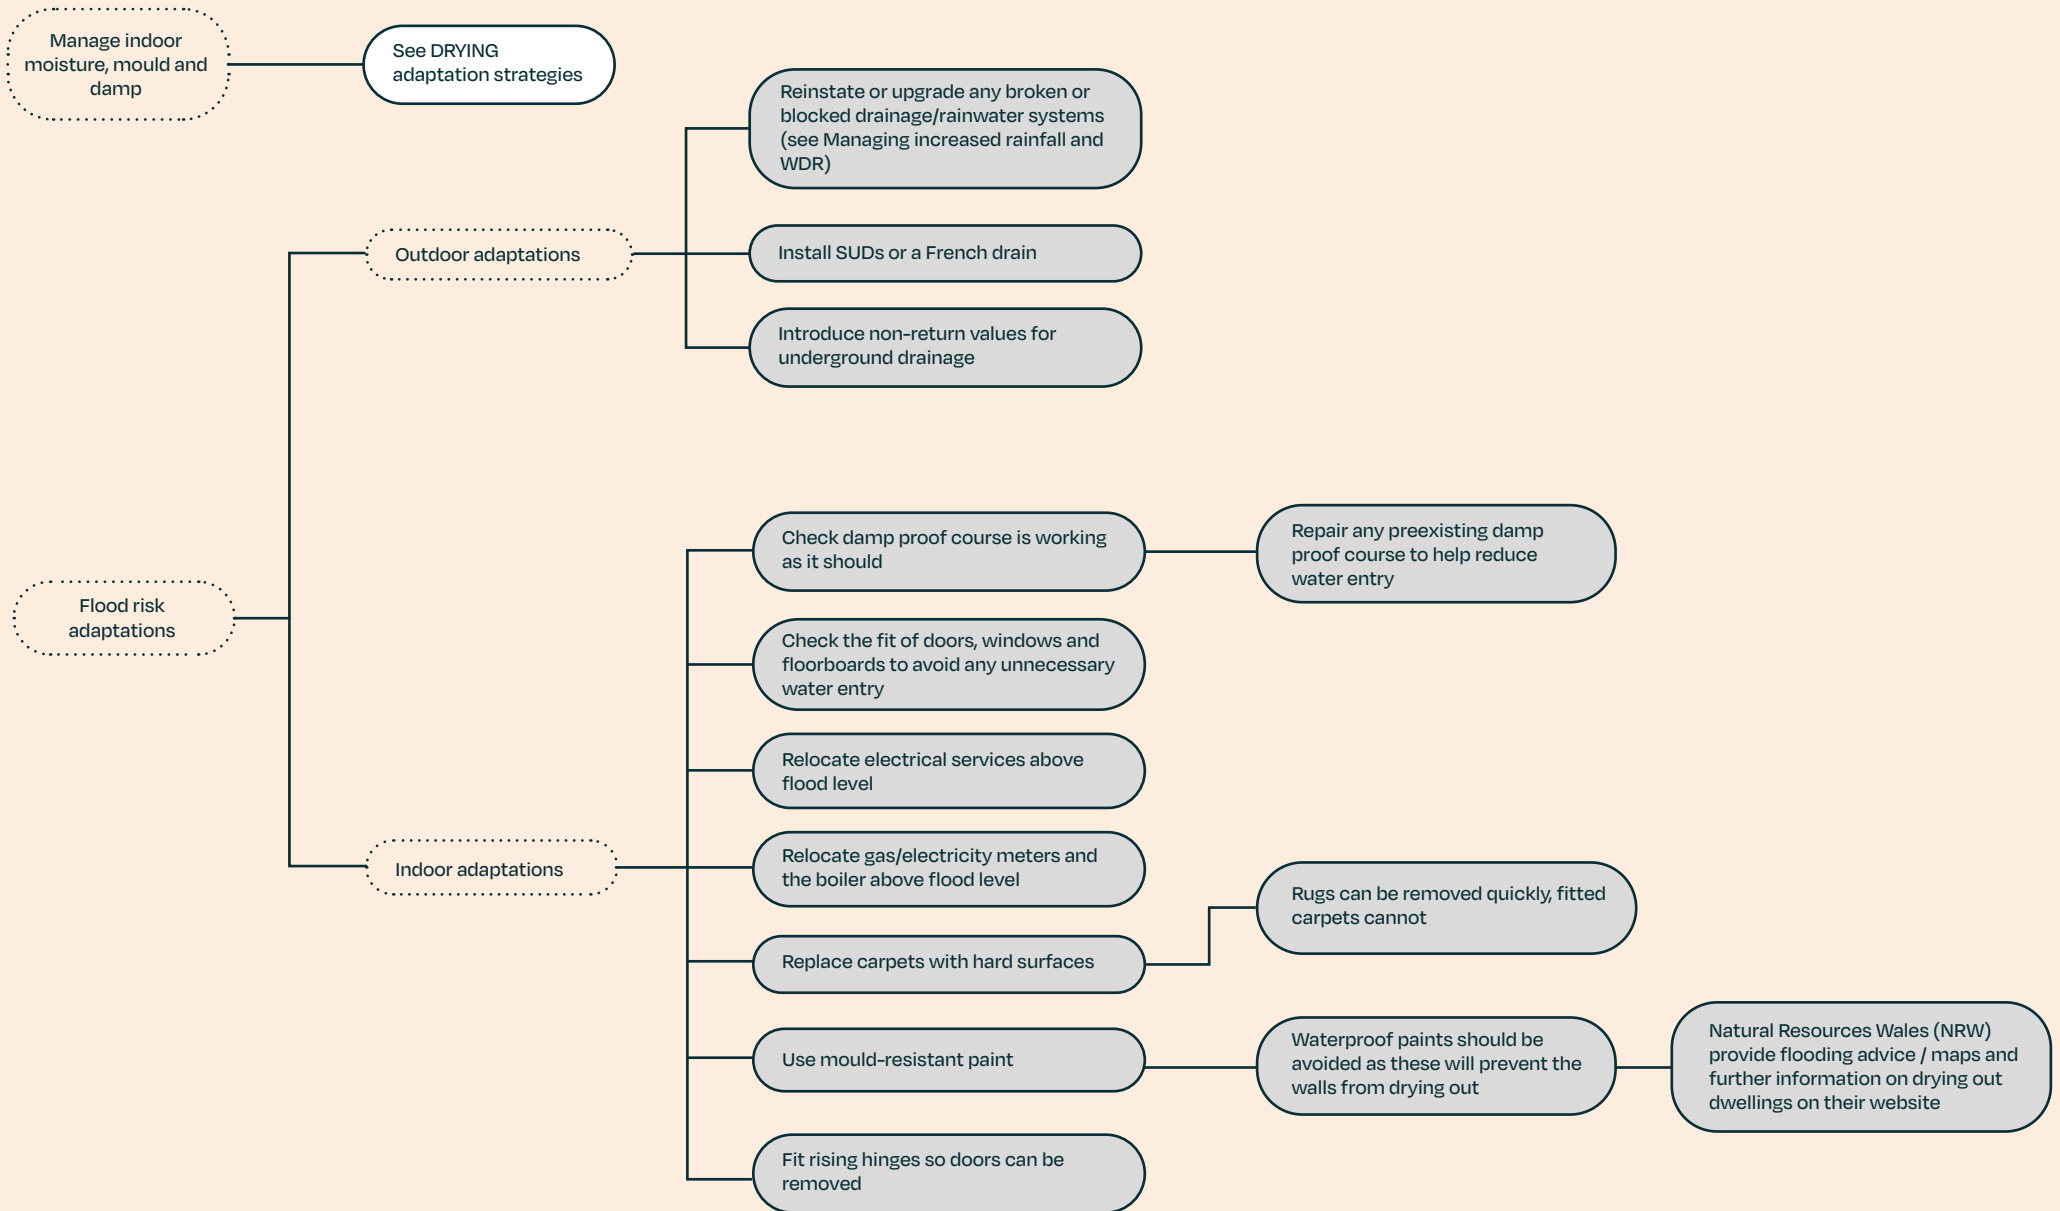 Manage indoor
moisture, mould and
damp
See DRYING
adaptation strategies
Reinstate or upgrade any broken or
blocked drainage/rainwater systems
(see Managing increased rainfall and
WDR)
Outdoor adaptations
Install SUDs or a French drain
Introduce non-return values for
underground drainage
Flood risk
adaptations
Check damp proof course is working
as it should
Repair any preexisting damp
proof course to help reduce
water entry
Check the fit of doors, windows and
floorboards to avoid any unnecessary
water entry
Relocate electrical services above
flood level
Indoor adaptations
Relocate gas/electricity meters and
the boiler above flood level
Replace carpets with hard surfaces
Rugs can be removed quickly, fitted
carpets cannot
Use mould-resistant paint
Waterproof paints should be
avoided as these will prevent the
walls from drying out
Natural Resources Wales (NRW)
provide flooding advice / maps and
further information on drying out
dwellings on their website
Fit rising hinges so doors can be
removed